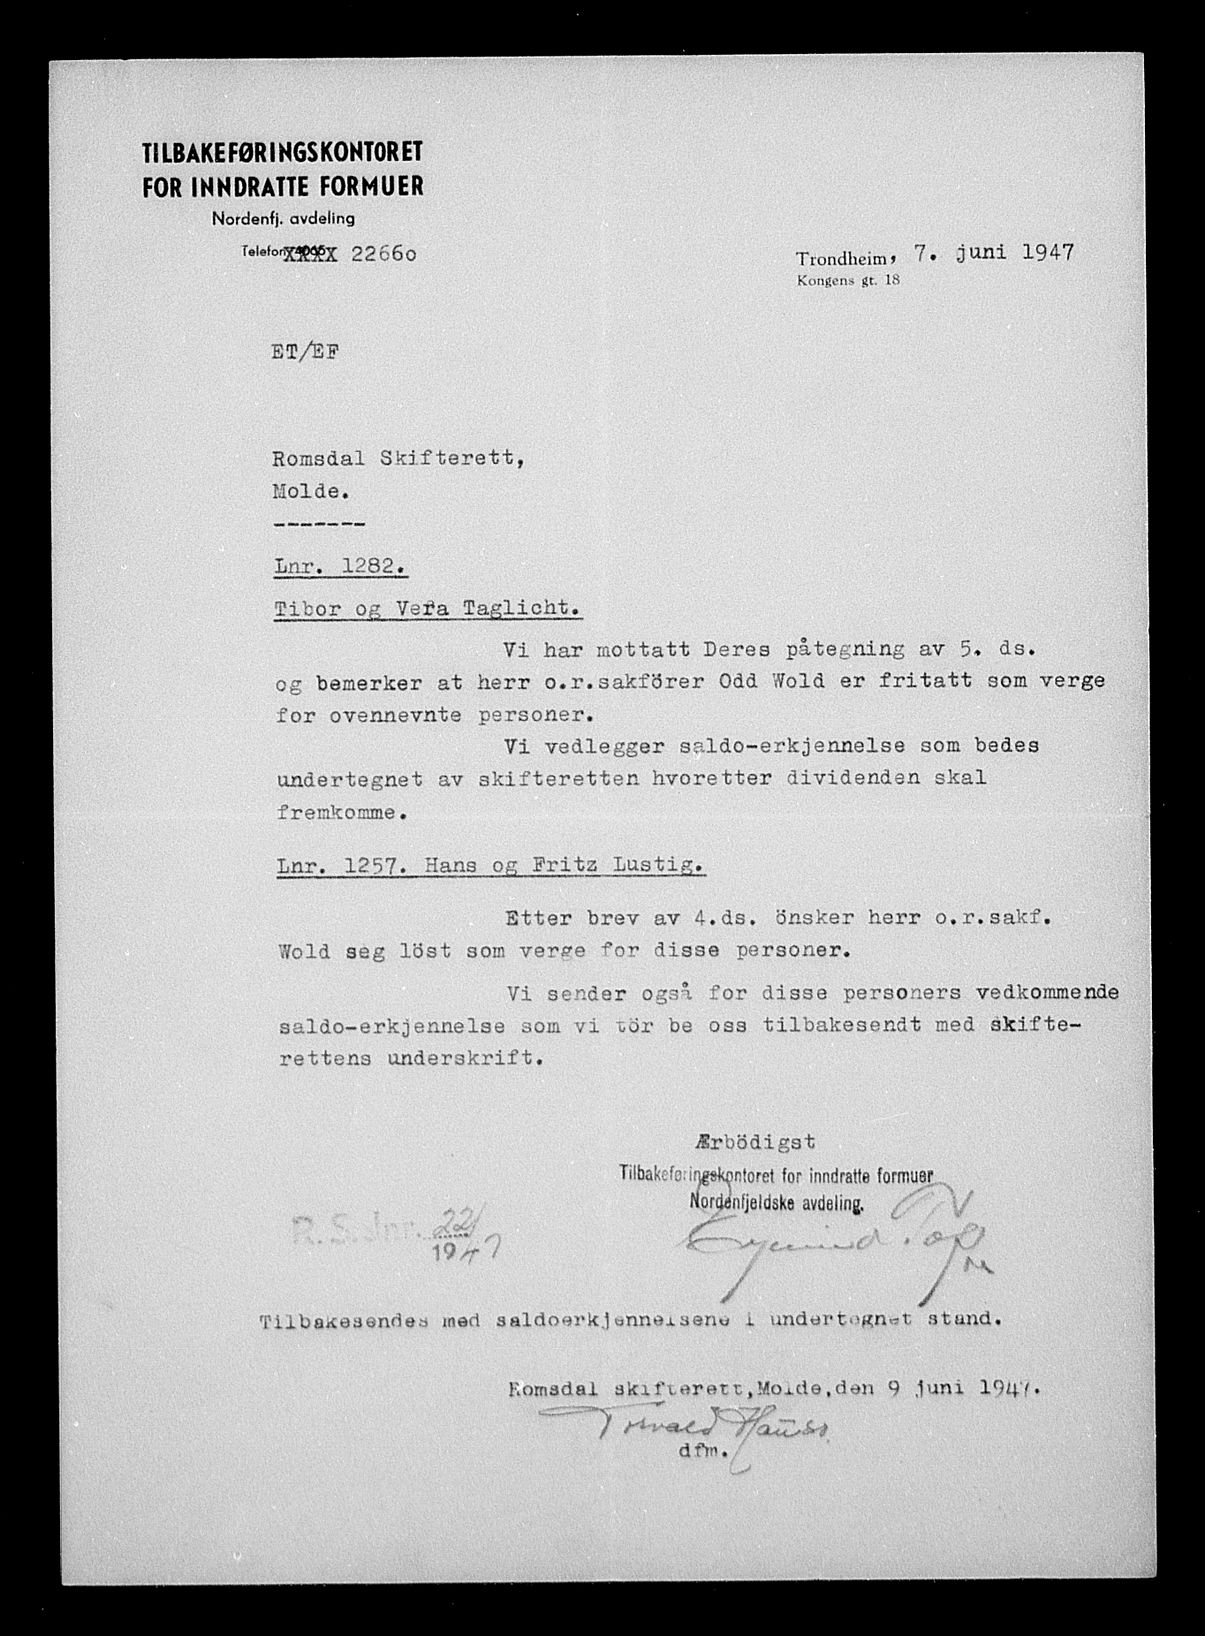 TILBAKEFØRINGSKONTORET
FOR INNDRATTE FORMUER
Nordenfj. avdeling
Telefon 22660
Trondheim, 7. juni 1947
Kongens gt. 18
ET/EF
Romsdal Skifterett,
Molde.
-------
Lnr. 1282.
Tibor og Vera Taglicht.
Vi har mottatt Deres påtegning av 5. ds.
og bemerker at herr o.r.sakförer Odd Wold er fritatt som verge
for ovennevnte personer.
Vi vedlegger saldo-erkjennelse som bedes
undertegnet av skifteretten hvoretter dividenden skal
fremkomme.
Lnr. 1257. Hans og Fritz Lustig.
Etter brev av 4.ds. önsker herr o.r.sakf.
Wold seg löst som verge for disse personer.
Vi sender også for disse personers vedkommende
saldo-erkjennelse som vi tör be oss tilbakesendt med skifte-
rettens underskrift.
Ærbödigst
Tilbakeføringskontoret for inndratte formuer
Nordenfjeldske avdeling.
R.S.Jnr. 221
1947
Tilbakesendes med saldoerkjennelsene i undertegnet stand.
Romsdal skifterett,Molde,den 9 juni 1947.
dfm.